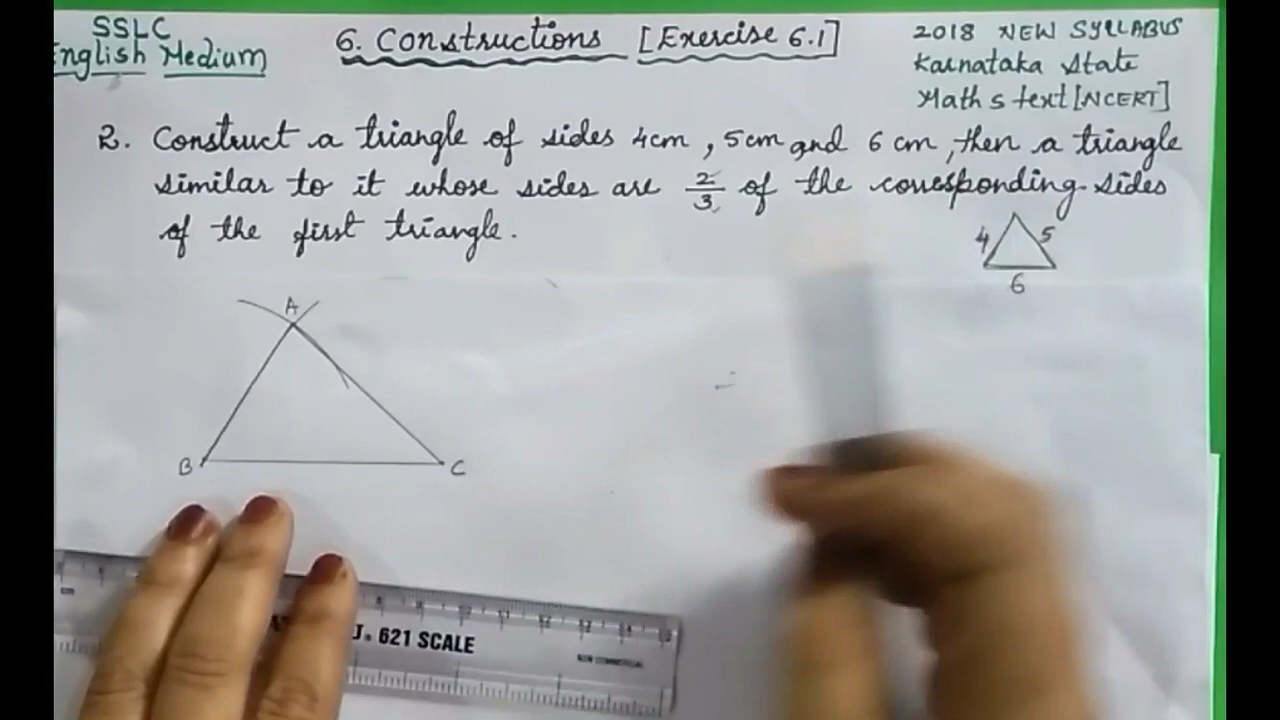 SSLC
English Medium
6. Constructions [Exercise 6.1]
2018 NEW SYLLABUS
Karnataka State
Maths text [NCERT]
2. Construct a triangle of sides 4cm, 5cm and 6 cm, then a triangle
similar to it whose sides are 2/3 of the corresponding sides
of the first triangle.
4 5
6
A
B C
J. 621 SCALE
NON COMMERCIAL